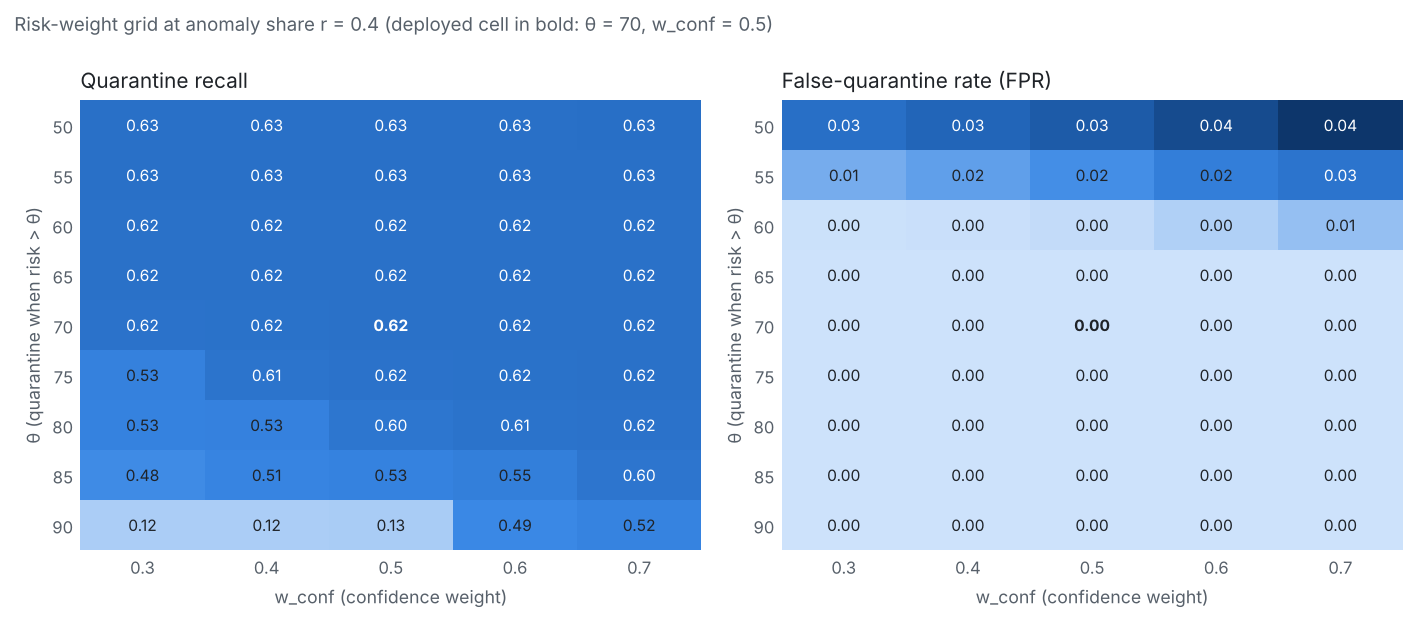 Risk-weight grid at anomaly share r = 0.4 (deployed cell in bold: θ = 70, w_conf = 0.5)
Quarantine recall
θ (quarantine when risk > θ)
50 0.63 0.63 0.63 0.63 0.63
55 0.63 0.63 0.63 0.63 0.63
60 0.62 0.62 0.62 0.62 0.62
65 0.62 0.62 0.62 0.62 0.62
70 0.62 0.62 0.62 0.62 0.62
75 0.53 0.61 0.62 0.62 0.62
80 0.53 0.53 0.60 0.61 0.62
85 0.48 0.51 0.53 0.55 0.60
90 0.12 0.12 0.13 0.49 0.52
0.3 0.4 0.5 0.6 0.7
w_conf (confidence weight)
False-quarantine rate (FPR)
θ (quarantine when risk > θ)
50 0.03 0.03 0.03 0.04 0.04
55 0.01 0.02 0.02 0.02 0.03
60 0.00 0.00 0.00 0.00 0.01
65 0.00 0.00 0.00 0.00 0.00
70 0.00 0.00 0.00 0.00 0.00
75 0.00 0.00 0.00 0.00 0.00
80 0.00 0.00 0.00 0.00 0.00
85 0.00 0.00 0.00 0.00 0.00
90 0.00 0.00 0.00 0.00 0.00
0.3 0.4 0.5 0.6 0.7
w_conf (confidence weight)